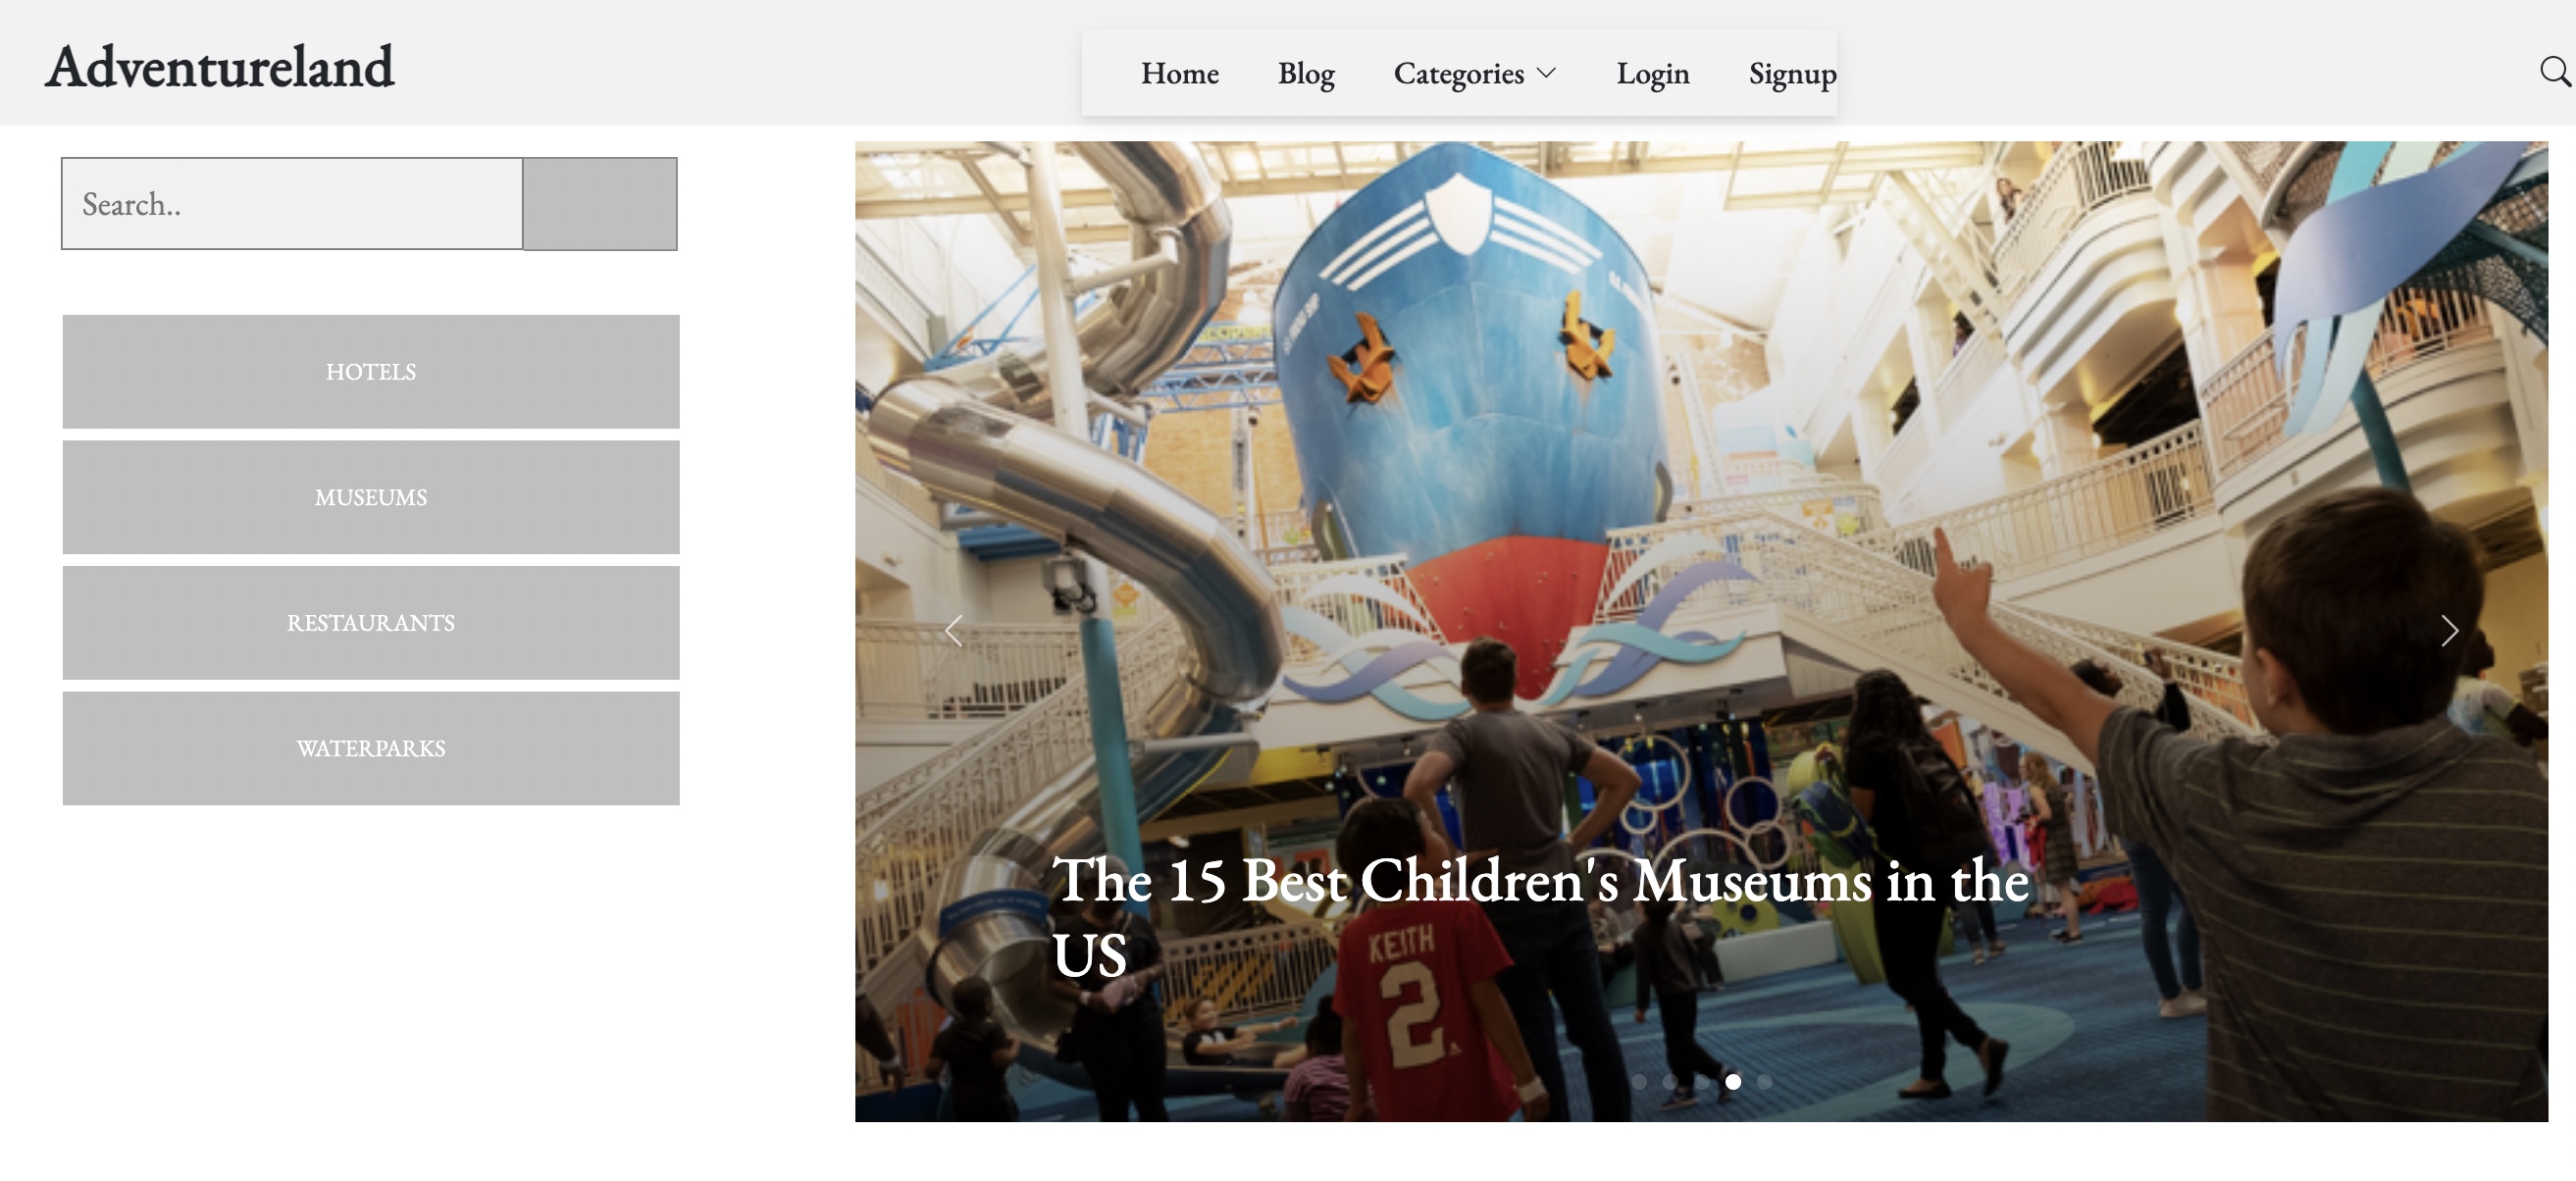 Adventureland
Home Blog Categories Login Signup
Search..
HOTELS
MUSEUMS
RESTAURANTS
WATERPARKS
The 15 Best Children's Museums in the
US
KEITH
2